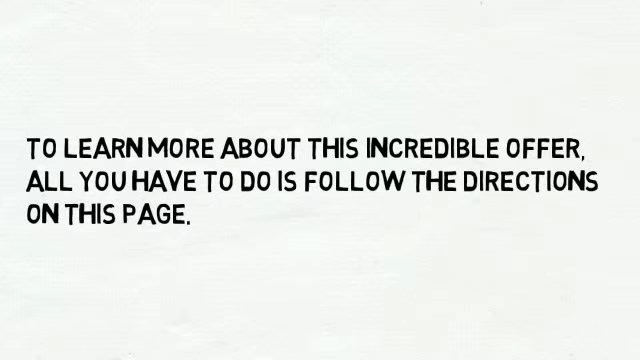 TO LEARN MORE ABOUT THIS INCREDIBLE OFFER,
ALL YOU HAVE TO DO IS FOLLOW THE DIRECTIONS
ON THIS PAGE.